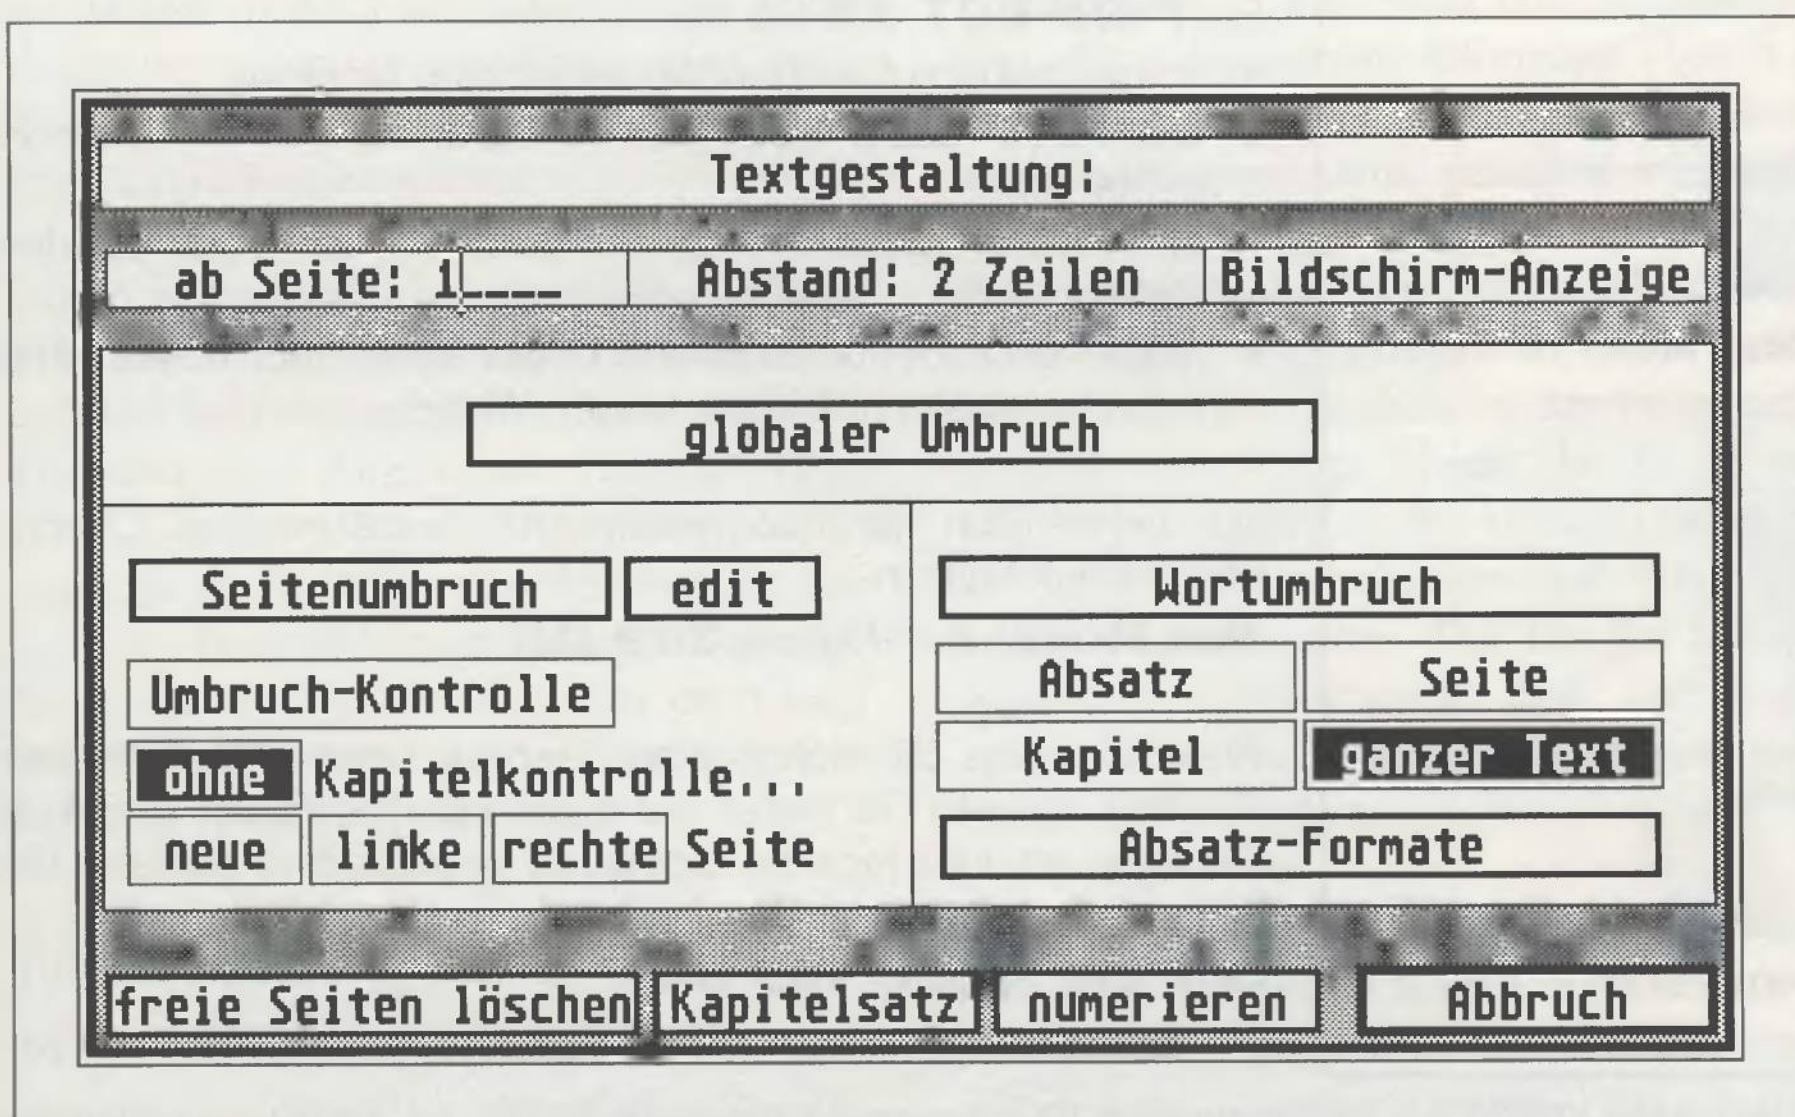 Textgestaltung:
ab Seite: 1____ Abstand: 2 Zeilen Bildschirm-Anzeige
globaler Umbruch
Seitenumbruch edit
Umbruch-Kontrolle
ohne Kapitelkontrolle...
neue linke rechte Seite
Wortumbruch
Absatz Seite
Kapitel ganzer Text
Absatz-Formate
freie Seiten löschen Kapitelsatz numerieren Abbruch